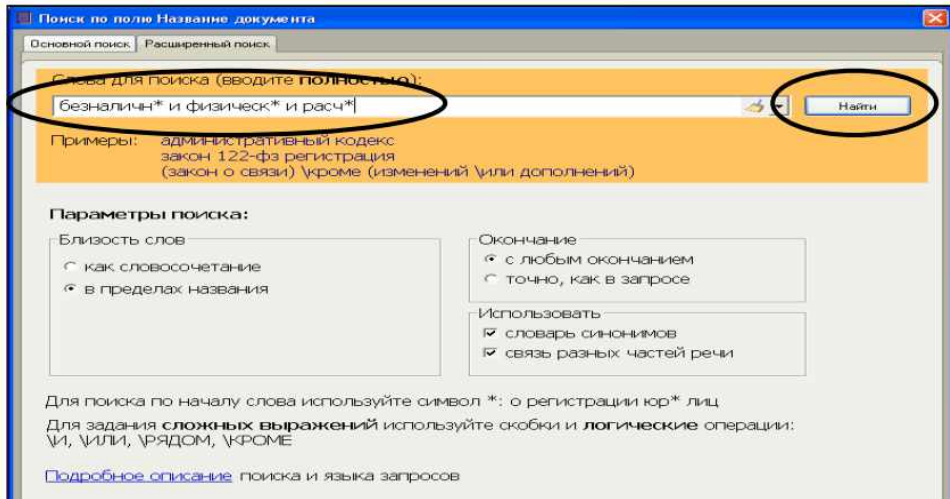 Поиск по полю Название документа
Основной поиск Расширенный поиск
Слова для поиска (вводите полностью):
безналичн* и физическ* и расч*
Найти
Примеры: административный кодекс
закон 122-фз регистрация
(закон о связи) \кроме (изменений \или дополнений)
Параметры поиска:
Близость слов
как словосочетание
в пределах названия
Окончание
с любым окончанием
точно, как в запросе
Использовать
словарь синонимов
связь разных частей речи
Для поиска по началу слова используйте символ *: о регистрации юр* лиц
Для задания сложных выражений используйте скобки и логические операции:
\И, \ИЛИ, \РЯДОМ, \КРОМЕ
Подробное описание поиска и языка запросов